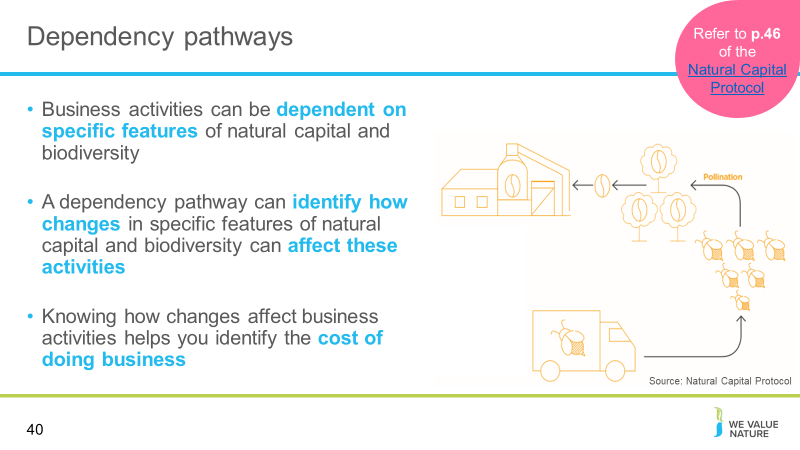 Dependency pathways
Refer to p.46
of the
Natural Capital
Protocol
• Business activities can be dependent on
specific features of natural capital and
biodiversity
• A dependency pathway can identify how
changes in specific features of natural
capital and biodiversity can affect these
activities
• Knowing how changes affect business
activities helps you identify the cost of
doing business
Pollination
Source: Natural Capital Protocol
40
WE VALUE
NATURE